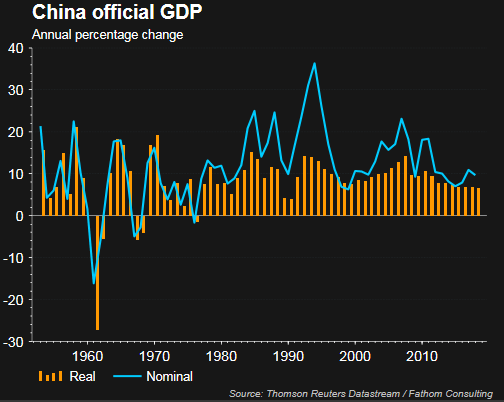 China official GDP
Annual percentage change
40
30
20
10
0
-10
-20
-30
1960 1970 1980 1990 2000 2010
Real Nominal
Source: Thomson Reuters Datastream / Fathom Consulting